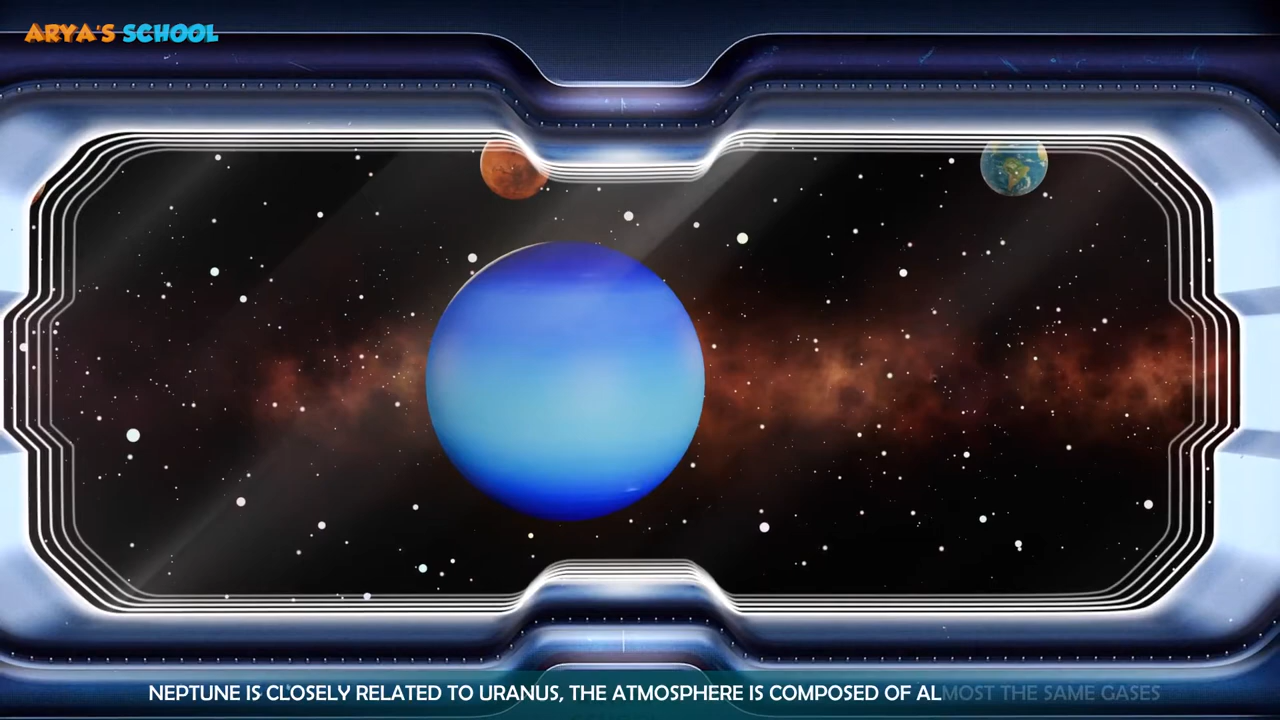 ARYA'S SCHOOL
NEPTUNE IS CLOSELY RELATED TO URANUS, THE ATMOSPHERE IS COMPOSED OF ALMOST THE SAME GASES